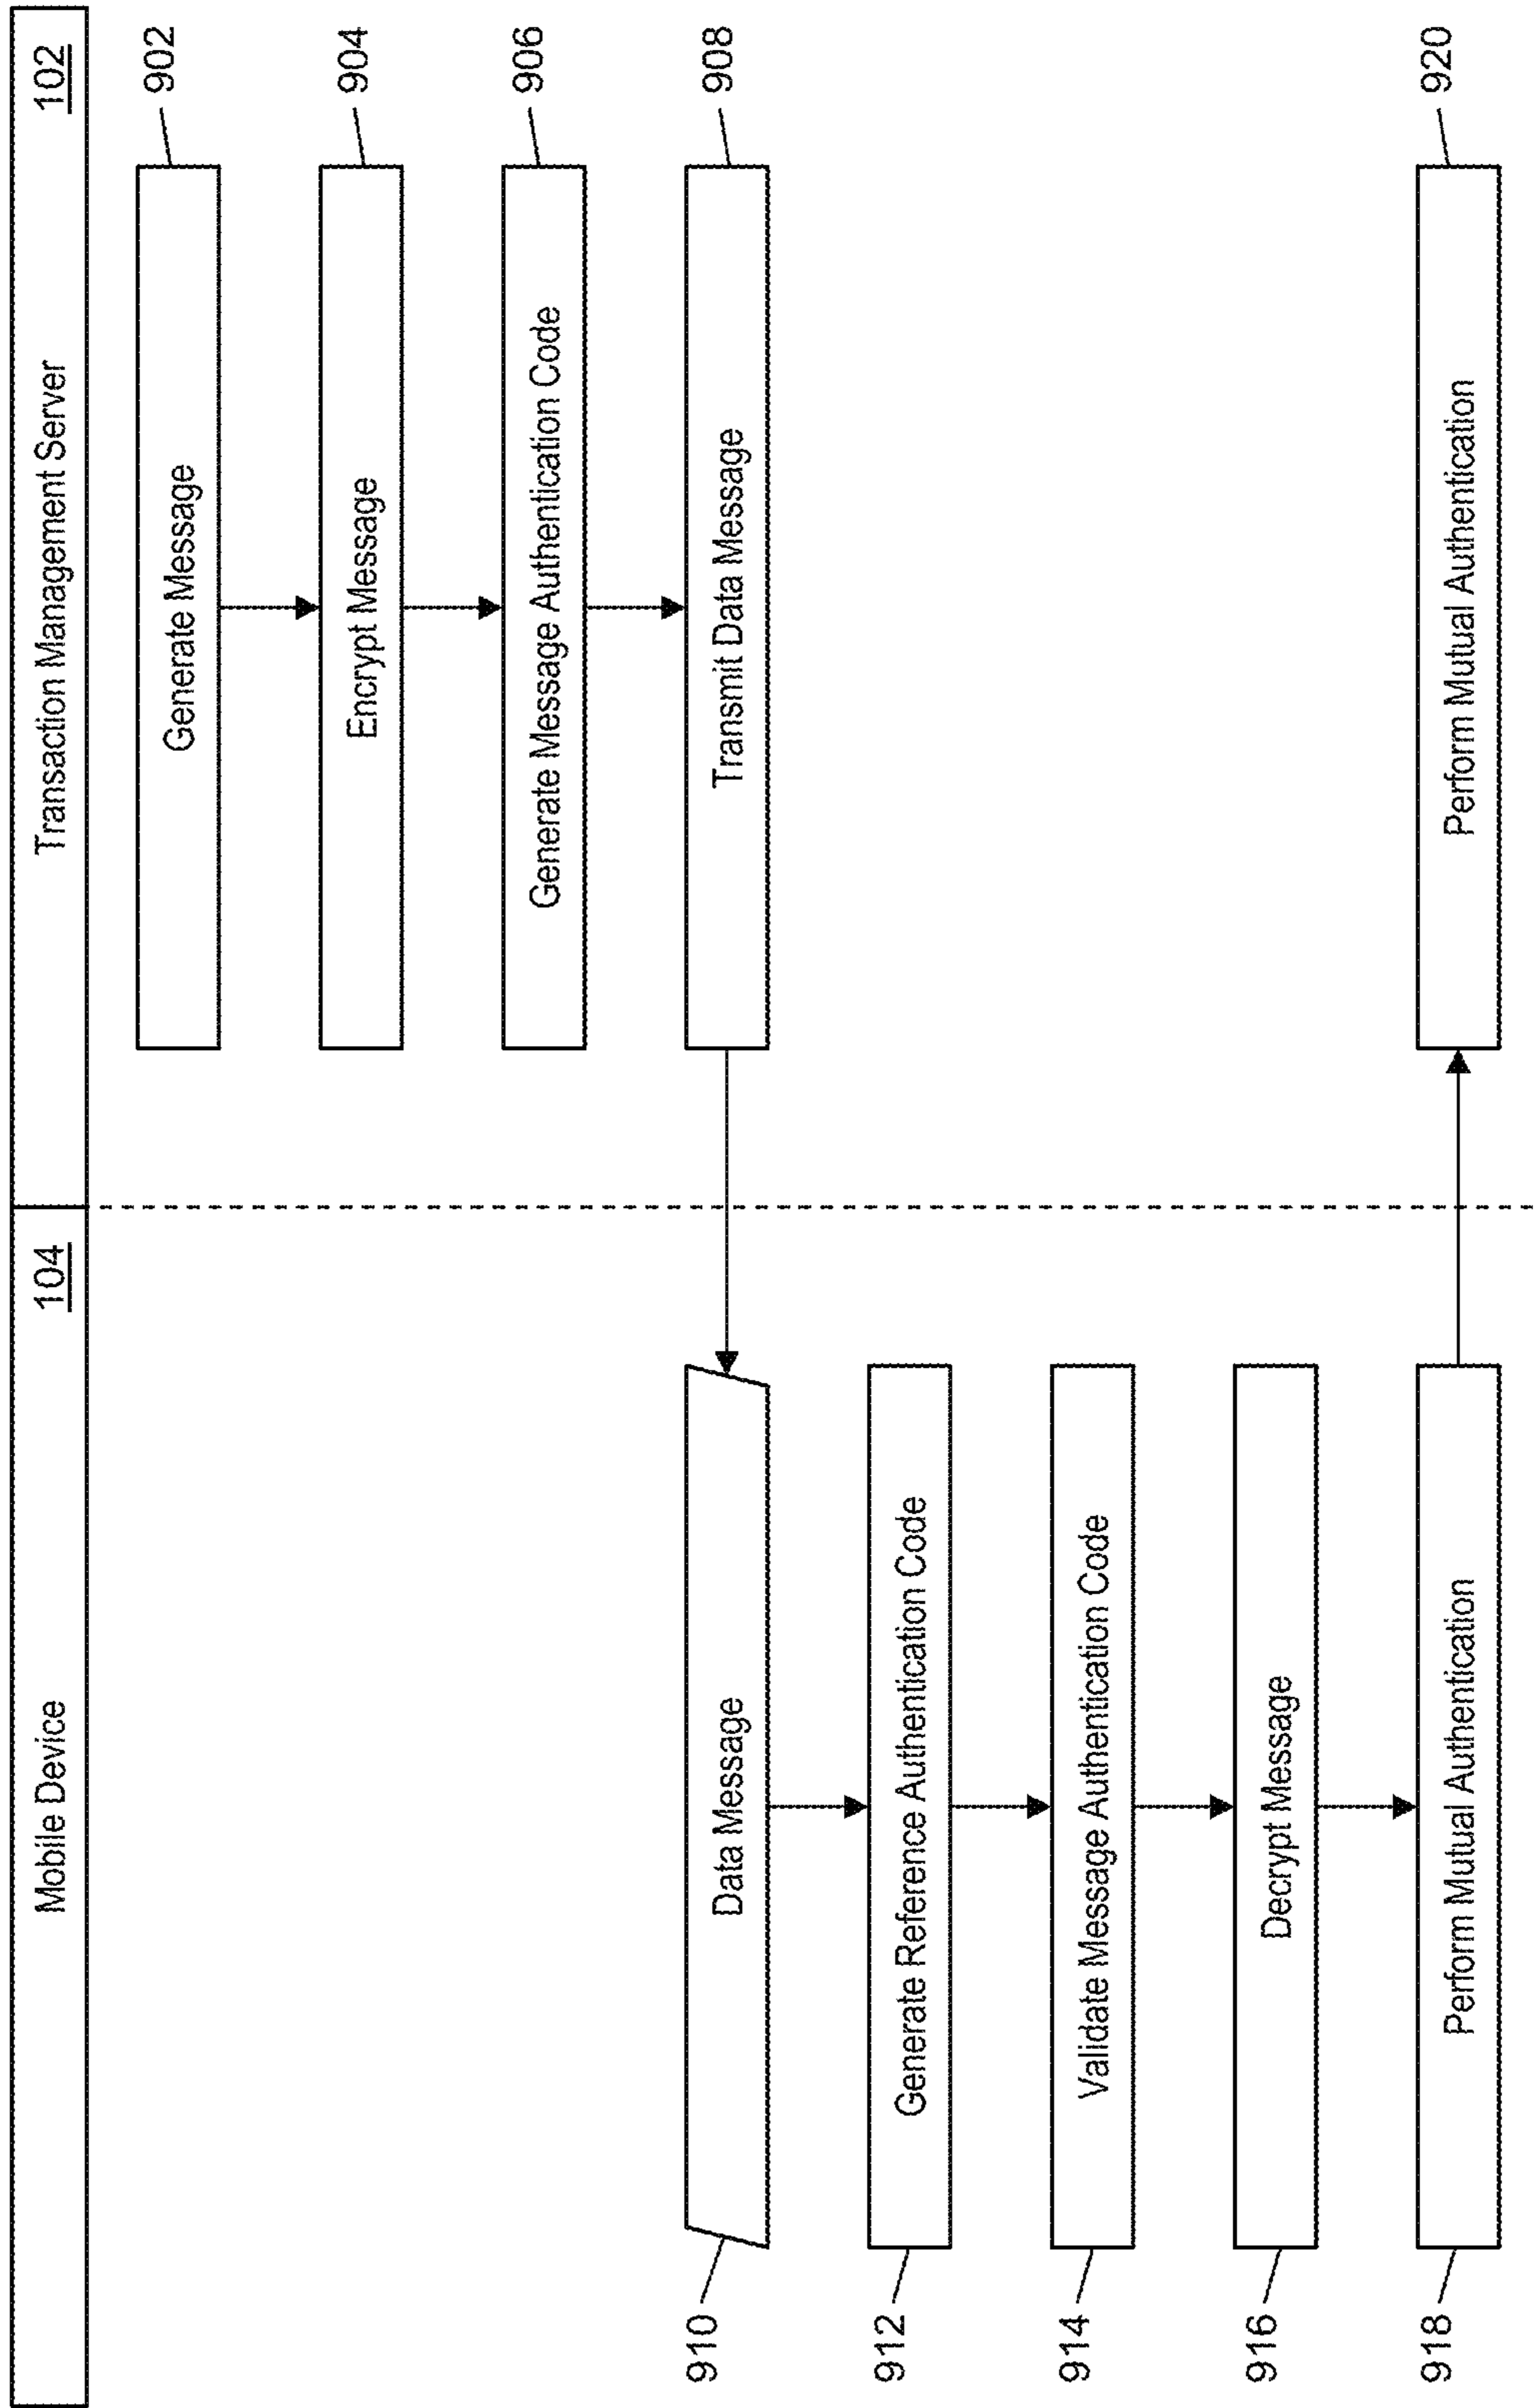 Mobile Device 104
Transaction Management Server 102
Generate Message 902
Encrypt Message 904
Generate Message Authentication Code 906
910 Data Message
Transmit Data Message 908
912 Generate Reference Authentication Code
914 Validate Message Authentication Code
916 Decrypt Message
918 Perform Mutual Authentication
Perform Mutual Authentication 920